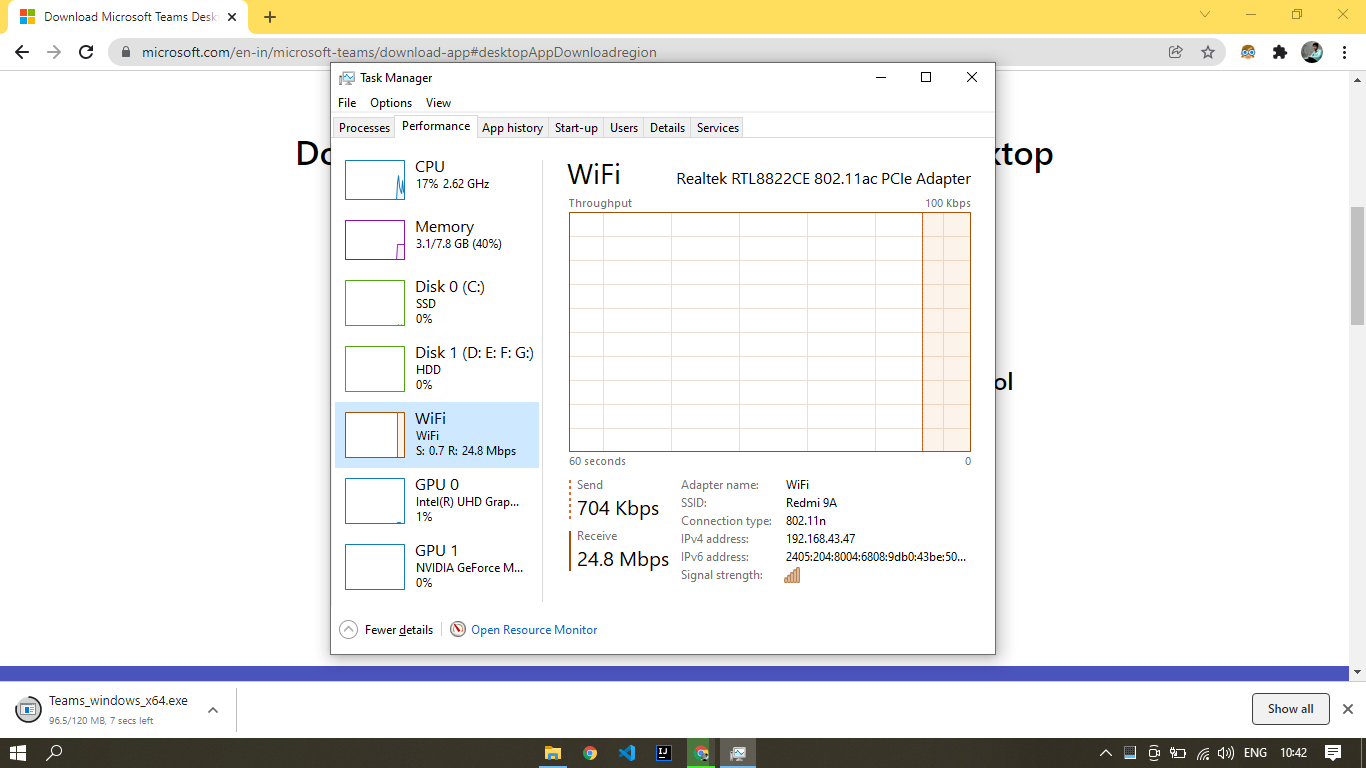 Download Microsoft Teams Desk
microsoft.com/en-in/microsoft-teams/download-app#desktopAppDownloadregion
Task Manager
File Options View
Processes Performance App history Start-up Users Details Services
Do
ktop
ol
CPU
17% 2.62 GHz
Memory
3.1/7.8 GB (40%)
Disk 0 (C:)
SSD
0%
Disk 1 (D: E: F: G:)
HDD
0%
WiFi
WiFi
S: 0.7 R: 24.8 Mbps
GPU 0
Intel(R) UHD Grap...
1%
GPU 1
NVIDIA GeForce M...
0%
WiFi Realtek RTL8822CE 802.11ac PCIe Adapter
Throughput 100 Kbps
60 seconds 0
Send
704 Kbps
Receive
24.8 Mbps
Adapter name: WiFi
SSID: Redmi 9A
Connection type: 802.11n
IPv4 address: 192.168.43.47
IPv6 address: 2405:204:8004:6808:9db0:43be:50...
Signal strength:
Fewer details Open Resource Monitor
Teams_windows_x64.exe
96.5/120 MB, 7 secs left
Show all
ENG 10:42